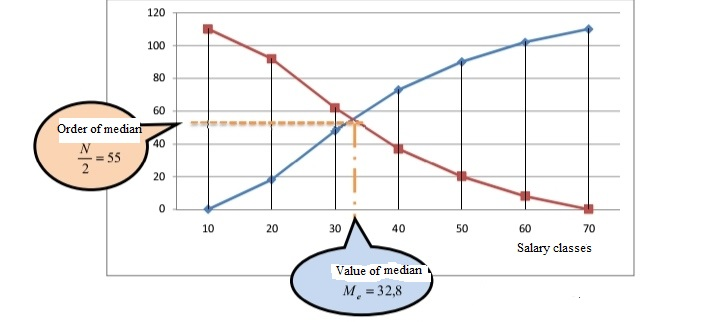 120
100
80
60
40
20
0
10 20 30 40 50 60 70
Salary classes
Order of median
N/2 = 55
Value of median
Me = 32,8